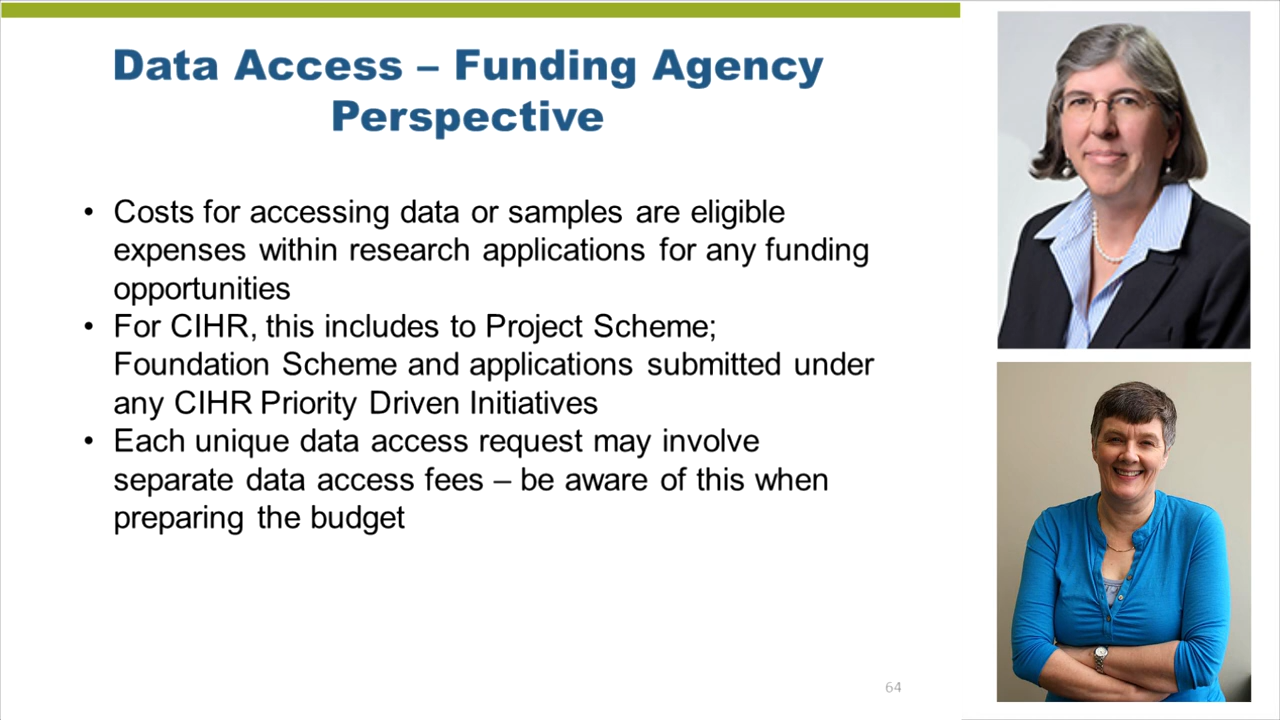 Data Access – Funding Agency
Perspective
• Costs for accessing data or samples are eligible
expenses within research applications for any funding
opportunities
• For CIHR, this includes to Project Scheme;
Foundation Scheme and applications submitted under
any CIHR Priority Driven Initiatives
• Each unique data access request may involve
separate data access fees – be aware of this when
preparing the budget
64